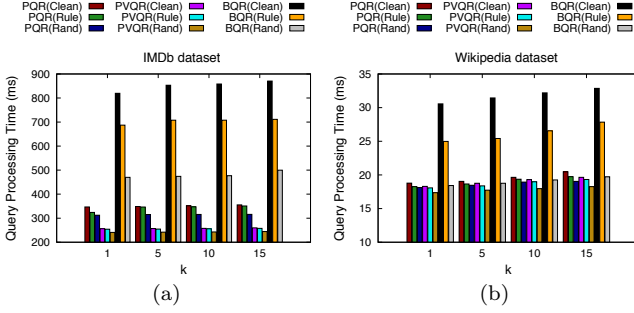 PQR(Clean) PVQR(Clean) BQR(Clean)
PQR(Rule) PVQR(Rule) BQR(Rule)
PQR(Rand) PVQR(Rand) BQR(Rand)
IMDb dataset
Query Processing Time (ms)
900
800
700
600
500
400
300
200
1 5 10 15
k
(a)
PQR(Clean) PVQR(Clean) BQR(Clean)
PQR(Rule) PVQR(Rule) BQR(Rule)
PQR(Rand) PVQR(Rand) BQR(Rand)
Wikipedia dataset
Query Processing Time (ms)
35
30
25
20
15
10
1 5 10 15
k
(b)